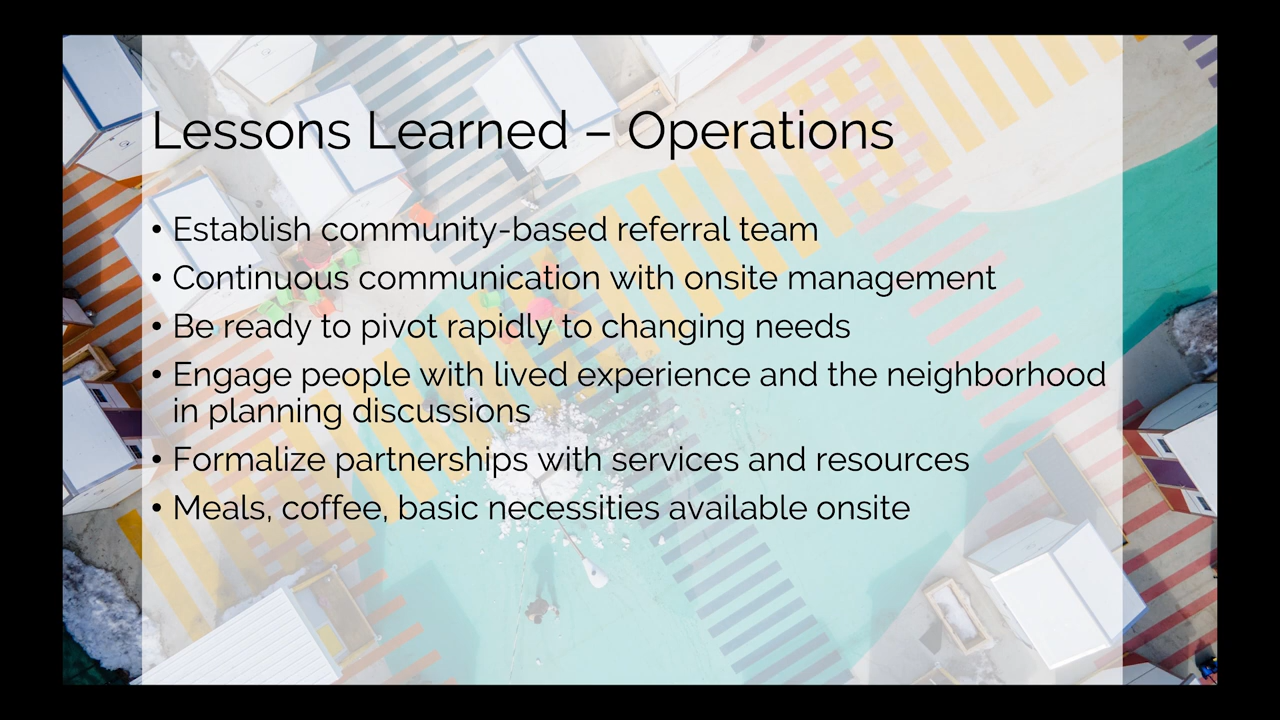 Lessons Learned – Operations
• Establish community-based referral team
• Continuous communication with onsite management
• Be ready to pivot rapidly to changing needs
• Engage people with lived experience and the neighborhood
in planning discussions
• Formalize partnerships with services and resources
• Meals, coffee, basic necessities available onsite